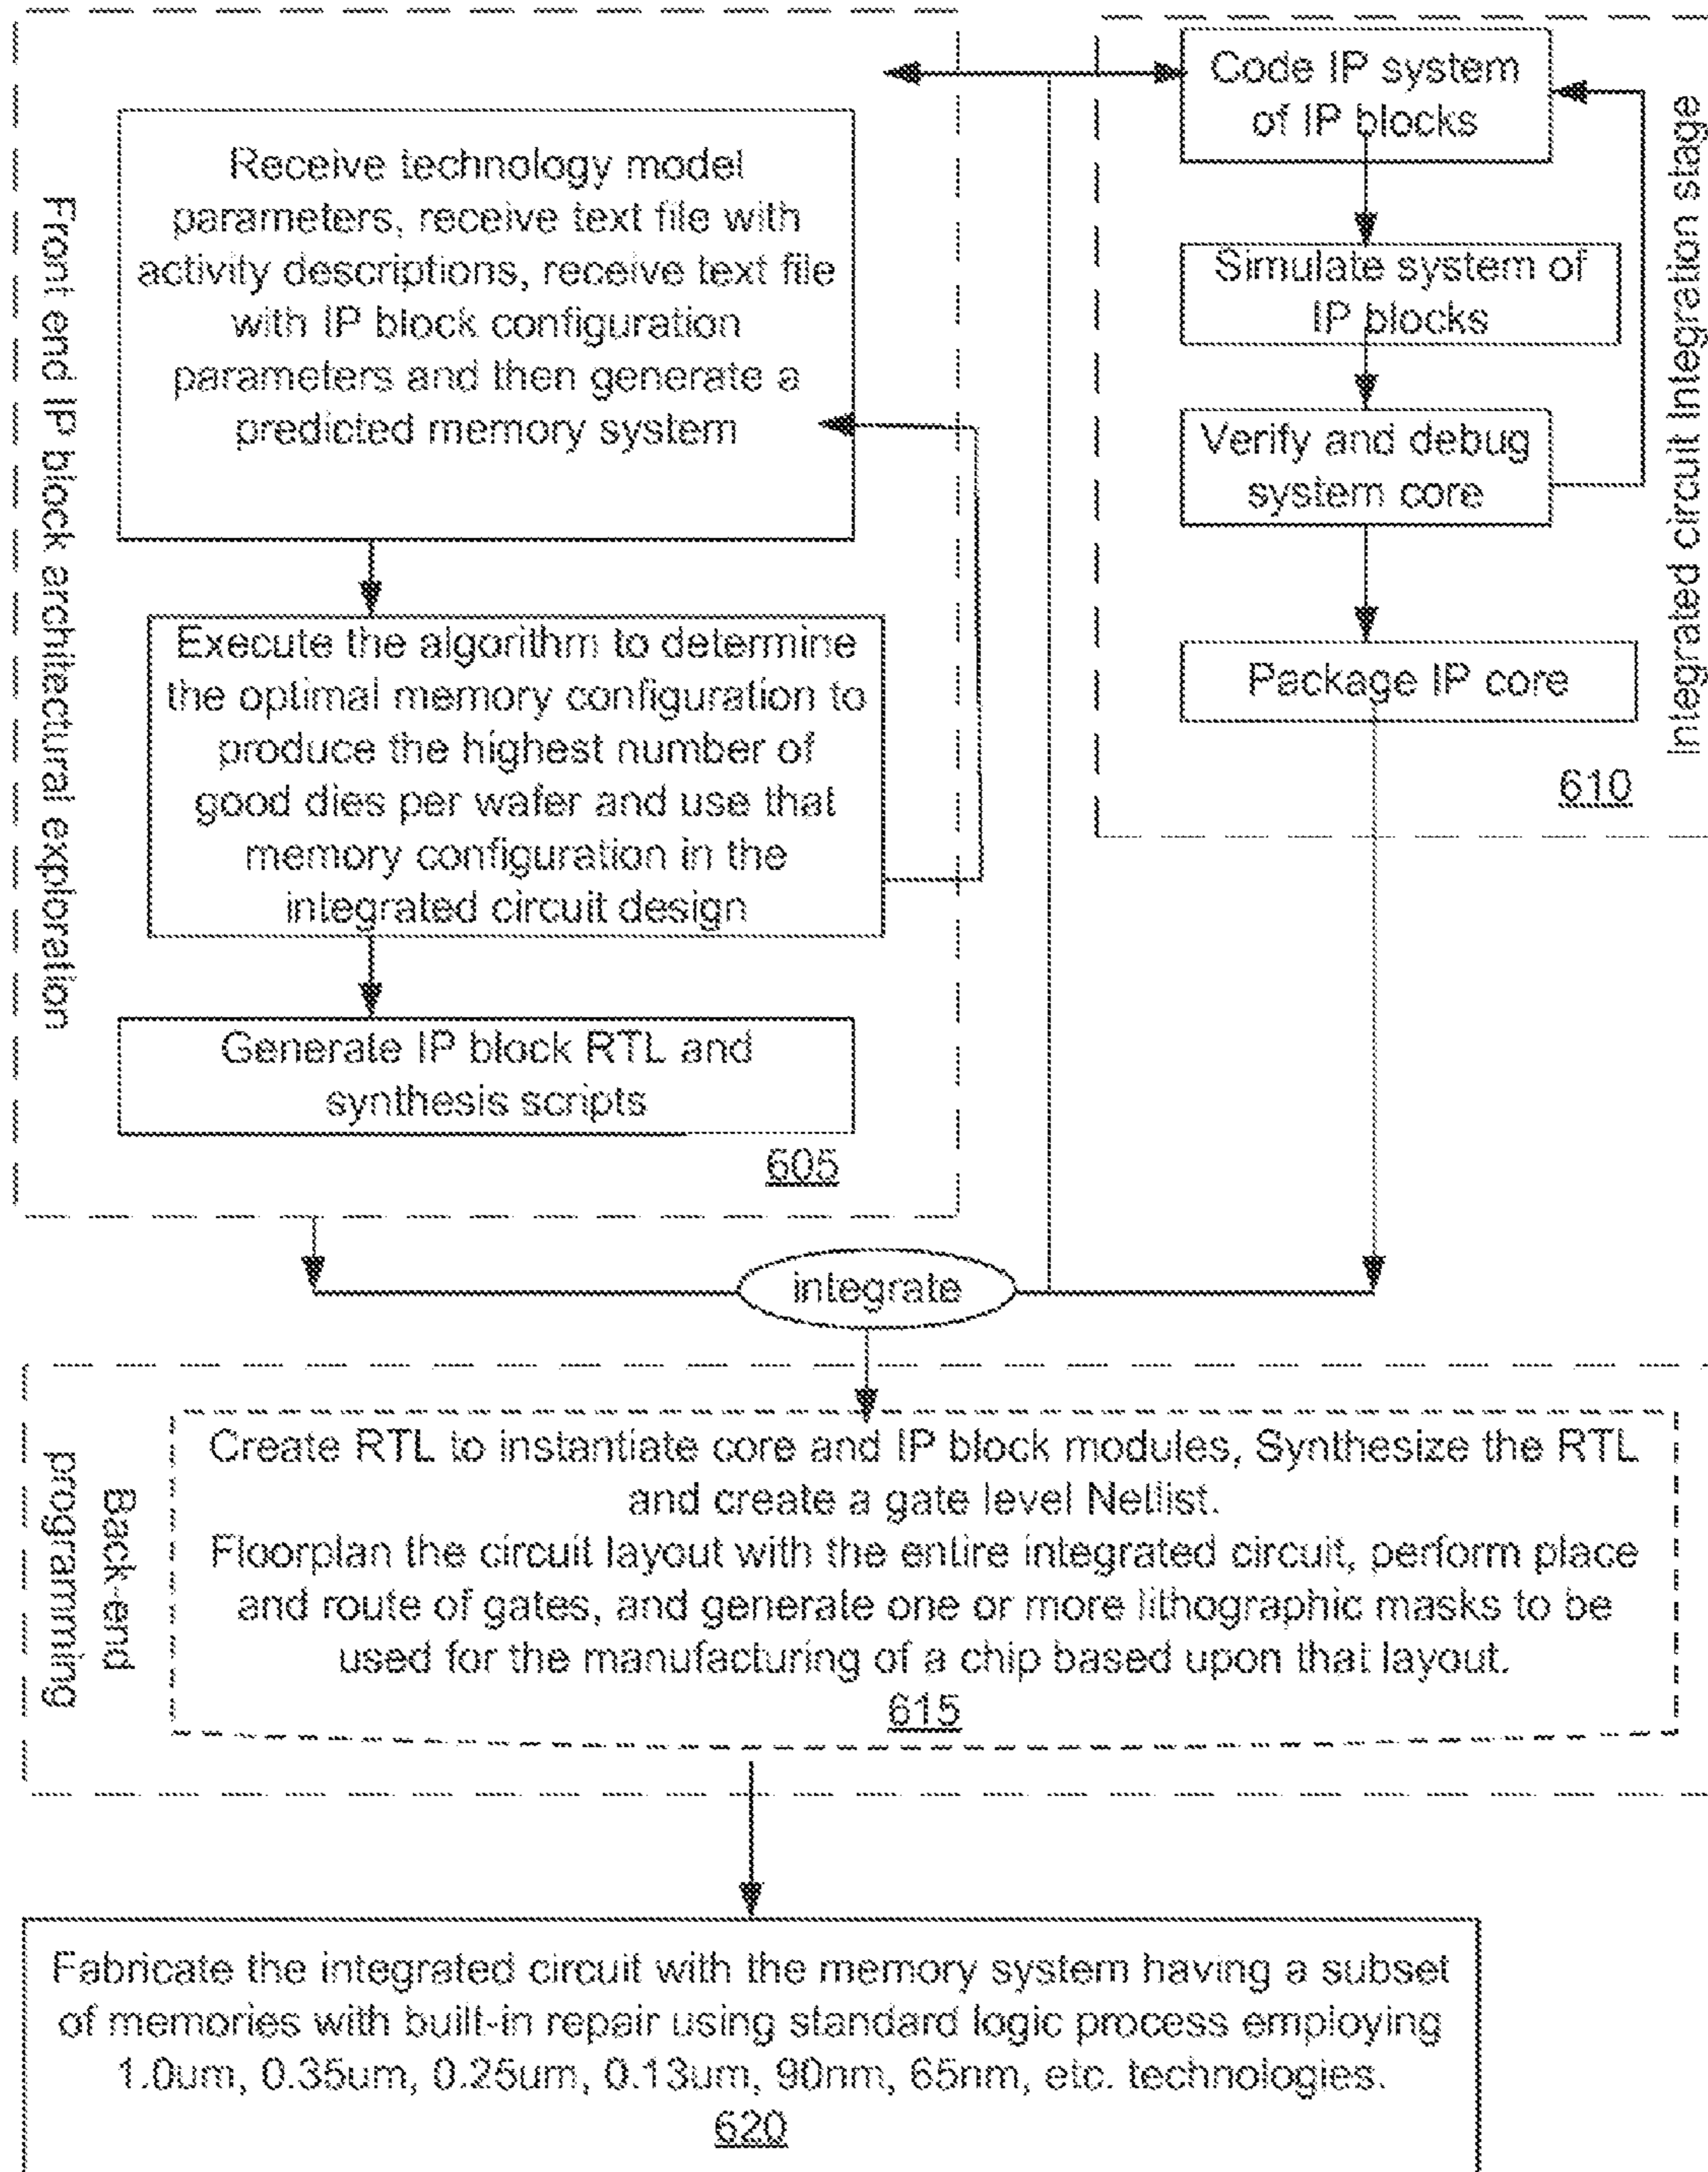 Front end IP block architectural exploration
Receive technology model
parameters, receive text file with
activity descriptions, receive text file
with IP block configuration
parameters and then generate a
predicted memory system
Execute the algorithm to determine
the optimal memory configuration to
produce the highest number of
good dies per wafer and use that
memory configuration in the
integrated circuit design
Generate IP block RTL and
synthesis scripts
605
Code IP system
of IP blocks
Simulate system of
IP blocks
Verify and debug
system core
Package IP core
610
Integrated circuit Integration stage
integrate
Back-end
programming
Create RTL to instantiate core and IP block modules, Synthesize the RTL
and create a gate level Netlist.
Floorplan the circuit layout with the entire integrated circuit, perform place
and route of gates, and generate one or more lithographic masks to be
used for the manufacturing of a chip based upon that layout.
615
Fabricate the integrated circuit with the memory system having a subset
of memories with built-in repair using standard logic process employing
1.0um, 0.35um, 0.25um, 0.13um, 90nm, 65nm, etc. technologies.
620